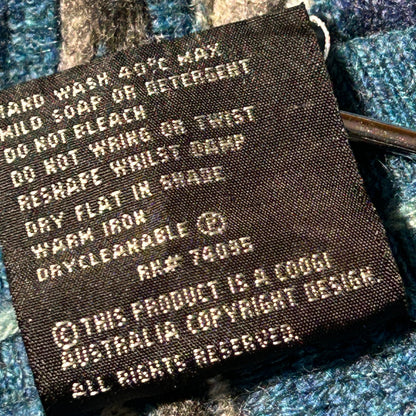 HAND WASH 40°C MAX.
MILD SOAP OR DETERGENT
DO NOT BLEACH
DO NOT WRING OR TWIST
RESHAPE WHILST DAMP
DRY FLAT IN SHADE
WARM IRON
DRYCLEANABLE Ⓟ
RN# 74095
© THIS PRODUCT IS A COOGI
AUSTRALIA COPYRIGHT DESIGN.
ALL RIGHTS RESERVED.